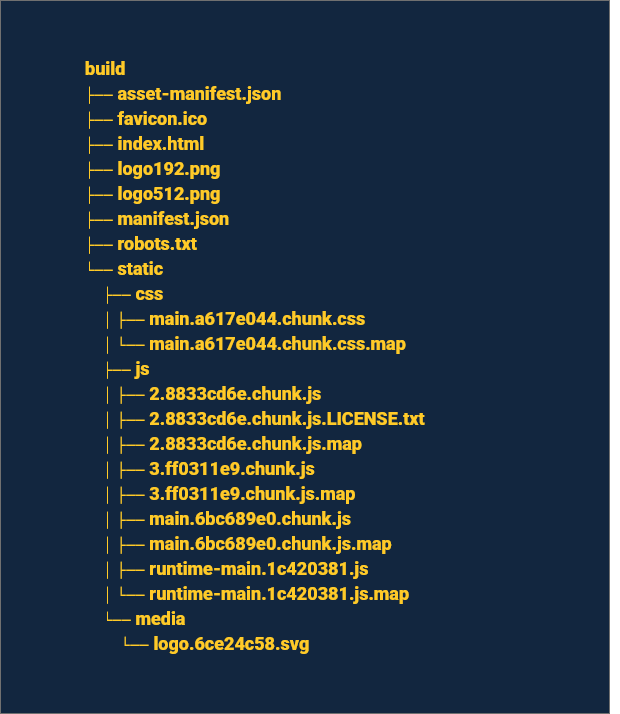 build
├── asset-manifest.json
├── favicon.ico
├── index.html
├── logo192.png
├── logo512.png
├── manifest.json
├── robots.txt
└── static
    ├── css
    │ ├── main.a617e044.chunk.css
    │ └── main.a617e044.chunk.css.map
    ├── js
    │ ├── 2.8833cd6e.chunk.js
    │ ├── 2.8833cd6e.chunk.js.LICENSE.txt
    │ ├── 2.8833cd6e.chunk.js.map
    │ ├── 3.ff0311e9.chunk.js
    │ ├── 3.ff0311e9.chunk.js.map
    │ ├── main.6bc689e0.chunk.js
    │ ├── main.6bc689e0.chunk.js.map
    │ ├── runtime-main.1c420381.js
    │ └── runtime-main.1c420381.js.map
    └── media
        └── logo.6ce24c58.svg